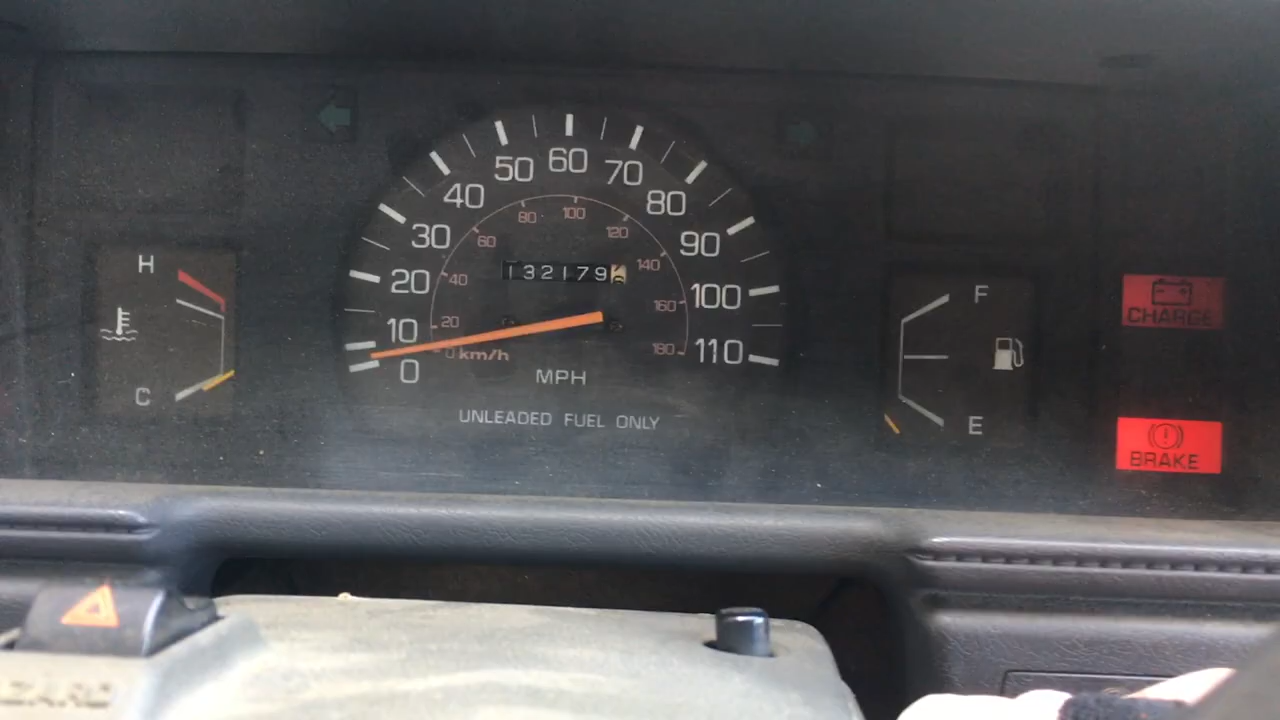 50 60 70
40 80
80 100 120
30 60 140 90
H
132179
F
20 40 160 100
CHARGE
10 20 180 110
0 0 km/h
MPH
C
UNLEADED FUEL ONLY
E
BRAKE